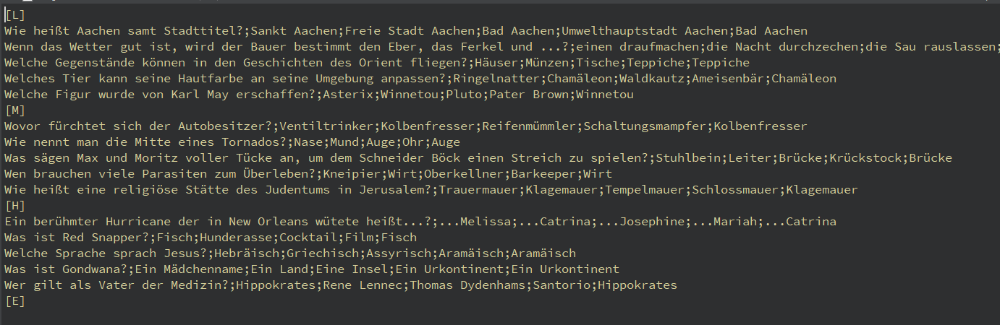 [L]
Wie heißt Aachen samt Stadttitel?;Sankt Aachen;Freie Stadt Aachen;Bad Aachen;Umwelthauptstadt Aachen;Bad Aachen
Wenn das Wetter gut ist, wird der Bauer bestimmt den Eber, das Ferkel und ...?;einen draufmachen;die Nacht durchzechen;die Sau rauslassen;
Welche Gegenstände können in den Geschichten des Orient fliegen?;Häuser;Münzen;Tische;Teppiche;Teppiche
Welches Tier kann seine Hautfarbe an seine Umgebung anpassen?;Ringelnatter;Chamäleon;Waldkautz;Ameisenbär;Chamäleon
Welche Figur wurde von Karl May erschaffen?;Asterix;Winnetou;Pluto;Pater Brown;Winnetou
[M]
Wovor fürchtet sich der Autobesitzer?;Ventiltrinker;Kolbenfresser;Reifenmümmler;Schaltungsmampfer;Kolbenfresser
Wie nennt man die Mitte eines Tornados?;Nase;Mund;Auge;Ohr;Auge
Was sägen Max und Moritz voller Tücke an, um dem Schneider Böck einen Streich zu spielen?;Stuhlbein;Leiter;Brücke;Krückstock;Brücke
Wen brauchen viele Parasiten zum Überleben?;Kneipier;Wirt;Oberkellner;Barkeeper;Wirt
Wie heißt eine religiöse Stätte des Judentums in Jerusalem?;Trauermauer;Klagemauer;Tempelmauer;Schlossmauer;Klagemauer
[H]
Ein berühmter Hurricane der in New Orleans wütete heißt...?;...Melissa;...Catrina;...Josephine;...Mariah;...Catrina
Was ist Red Snapper?;Fisch;Hunderasse;Cocktail;Film;Fisch
Welche Sprache sprach Jesus?;Hebräisch;Griechisch;Assyrisch;Aramäisch;Aramäisch
Was ist Gondwana?;Ein Mädchenname;Ein Land;Eine Insel;Ein Urkontinent;Ein Urkontinent
Wer gilt als Vater der Medizin?;Hippokrates;Rene Lennec;Thomas Dydenhams;Santorio;Hippokrates
[E]